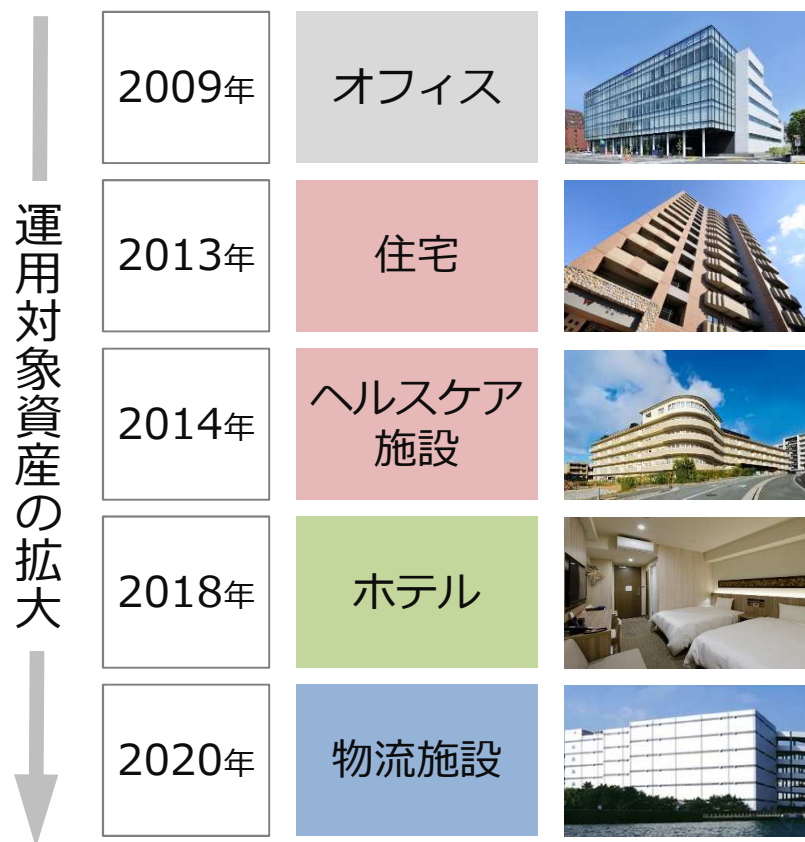 運用対象資産の拡大
2009年
オフィス
2013年
住宅
2014年
ヘルスケア
施設
2018年
ホテル
2020年
物流施設